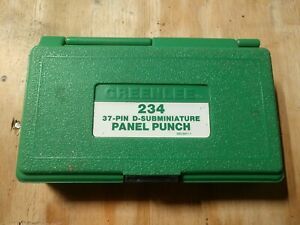 GREENLEE
234
37-PIN D-SUBMINIATURE
PANEL PUNCH